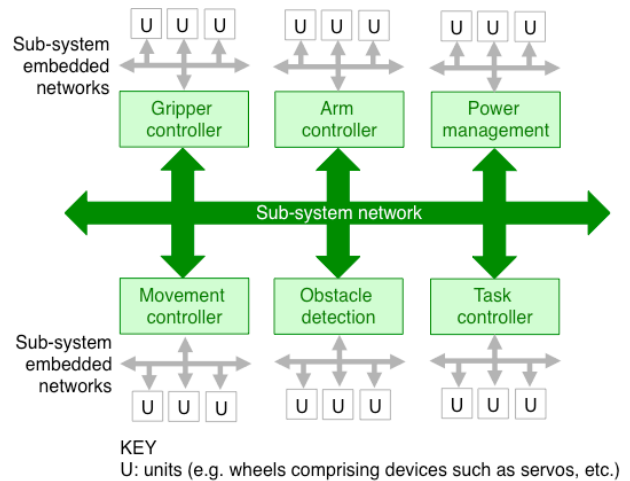 Sub-system
embedded
networks
U U U
U U U
U U U
Gripper
controller
Arm
controller
Power
management
Sub-system network
Movement
controller
Obstacle
detection
Task
controller
Sub-system
embedded
networks
U U U
U U U
U U U
KEY
U: units (e.g. wheels comprising devices such as servos, etc.)